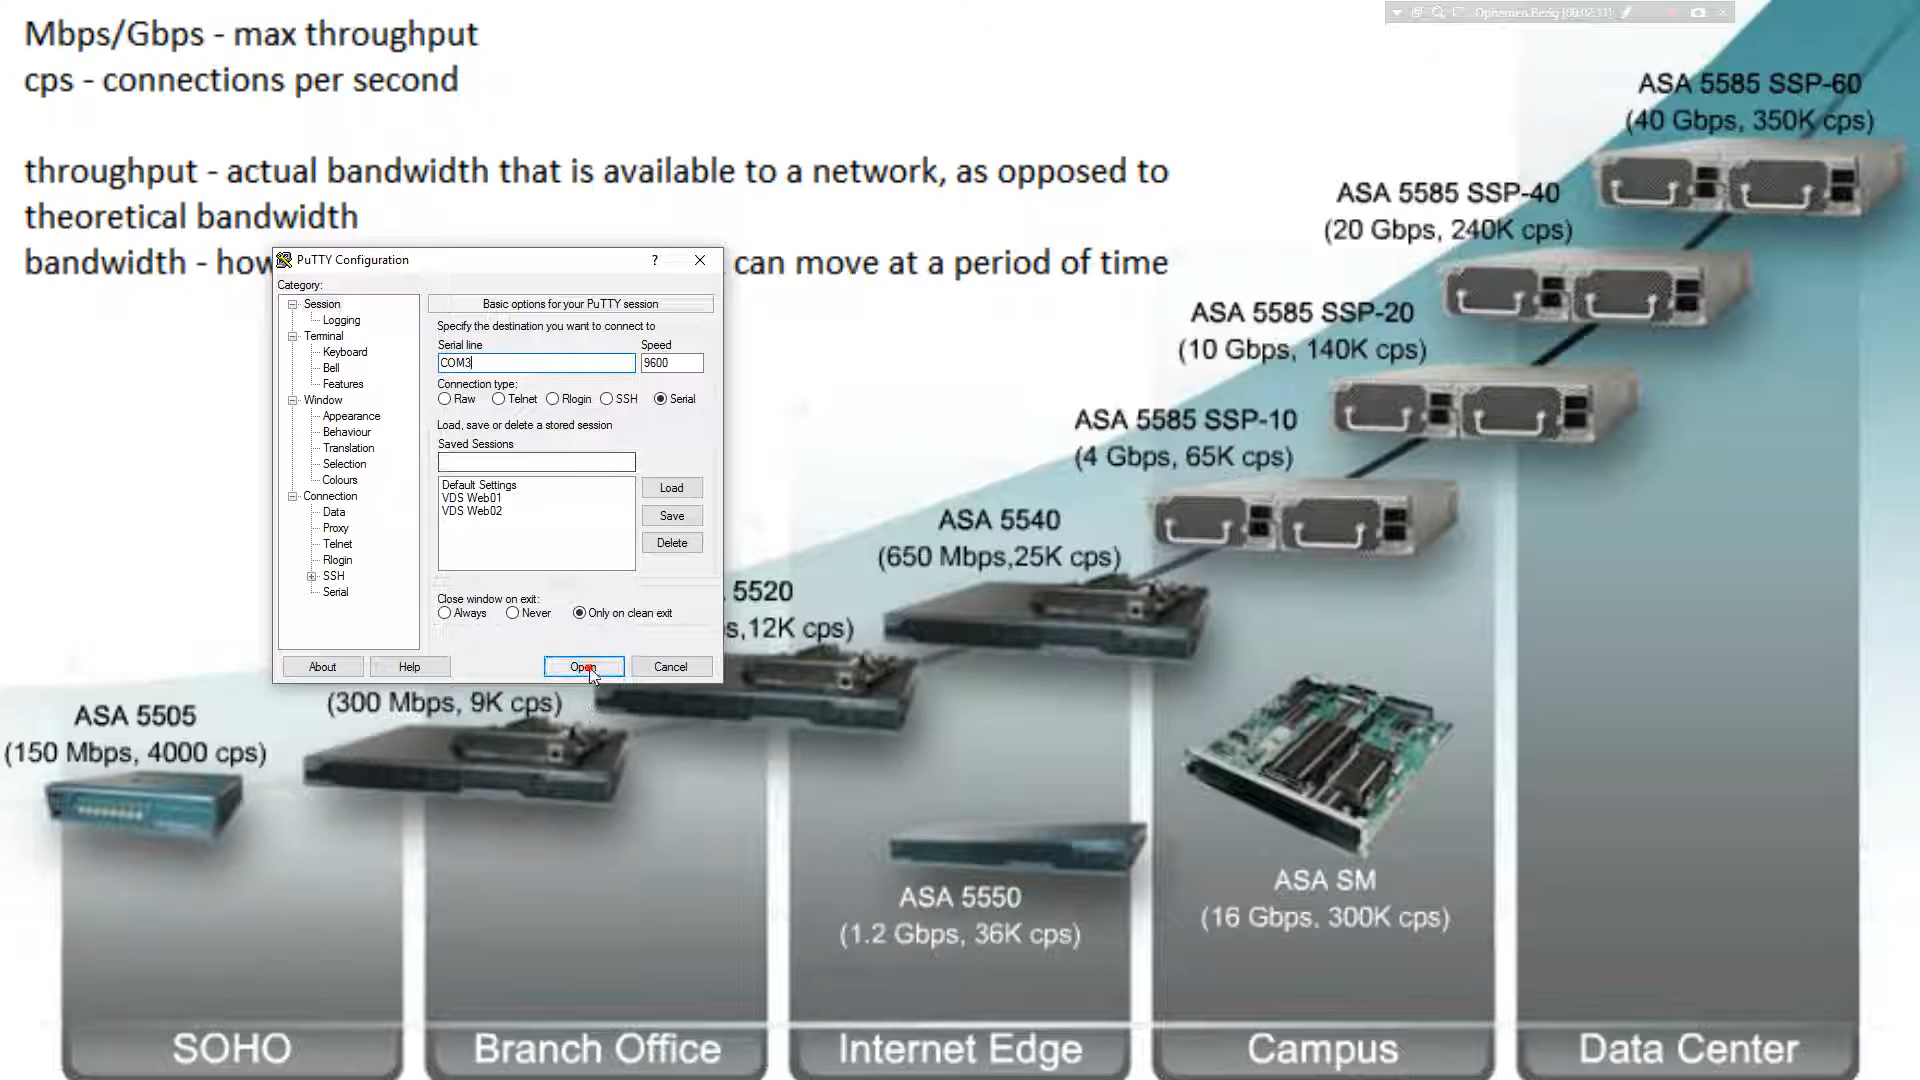 Mbps/Gbps - max throughput
cps - connections per second
throughput - actual bandwidth that is available to a network, as opposed to
theoretical bandwidth
bandwidth - how
can move at a period of time
PuTTY Configuration
?
Category:
Session
Logging
Terminal
Keyboard
Bell
Features
Window
Appearance
Behaviour
Translation
Selection
Colours
Connection
Data
Proxy
Telnet
Rlogin
SSH
Serial
Basic options for your PuTTY session
Specify the destination you want to connect to
Serial line
Speed
COM3
9600
Connection type:
Raw
Telnet
Rlogin
SSH
Serial
Load, save or delete a stored session
Saved Sessions
Default Settings
VDS Web01
VDS Web02
Load
Save
Delete
Close window on exit:
Always
Never
Only on clean exit
About
Help
Open
Cancel
ASA 5585 SSP-60
(40 Gbps, 350K cps)
ASA 5585 SSP-40
(20 Gbps, 240K cps)
ASA 5585 SSP-20
(10 Gbps, 140K cps)
ASA 5585 SSP-10
(4 Gbps, 65K cps)
ASA 5540
(650 Mbps,25K cps)
5520
s,12K cps)
(300 Mbps, 9K cps)
ASA 5505
(150 Mbps, 4000 cps)
ASA 5550
(1.2 Gbps, 36K cps)
ASA SM
(16 Gbps, 300K cps)
SOHO
Branch Office
Internet Edge
Campus
Data Center